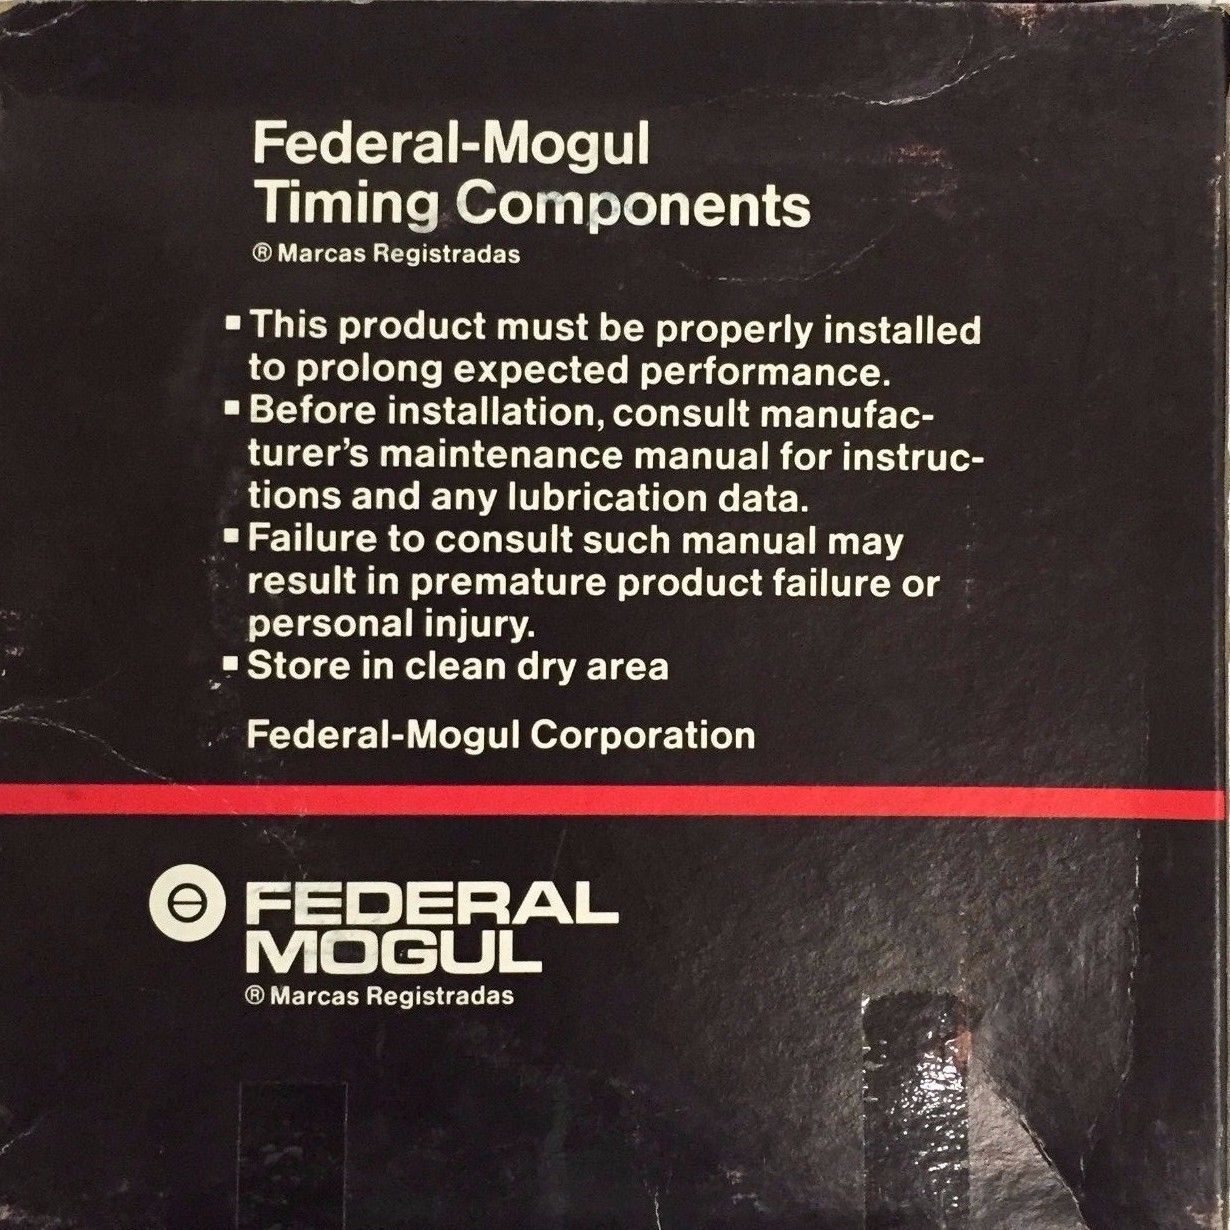 Federal-Mogul
Timing Components
® Marcas Registradas
▪ This product must be properly installed
to prolong expected performance.
▪ Before installation, consult manufac-
turer's maintenance manual for instruc-
tions and any lubrication data.
▪ Failure to consult such manual may
result in premature product failure or
personal injury.
▪ Store in clean dry area
Federal-Mogul Corporation
FEDERAL
MOGUL
® Marcas Registradas